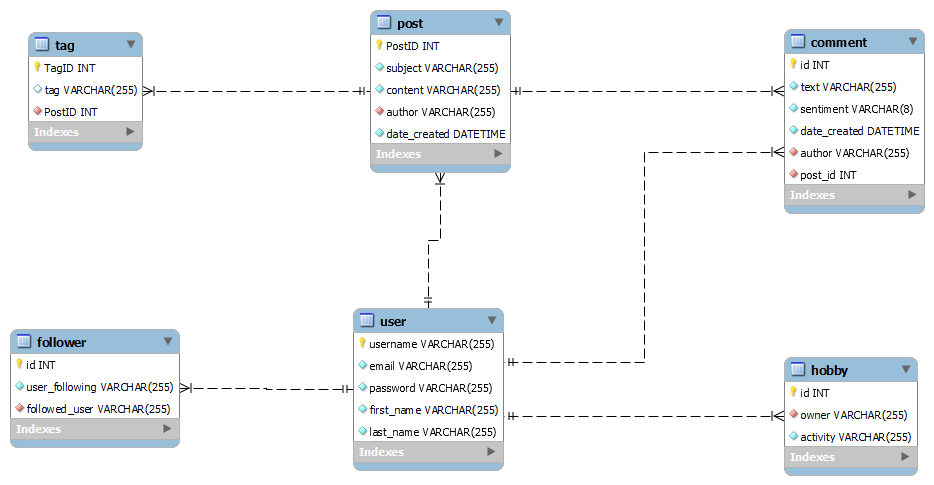 tag
TagID INT
tag VARCHAR(255)
PostID INT
Indexes
post
PostID INT
subject VARCHAR(255)
content VARCHAR(255)
author VARCHAR(255)
date_created DATETIME
Indexes
comment
id INT
text VARCHAR(255)
sentiment VARCHAR(8)
date_created DATETIME
author VARCHAR(255)
post_id INT
Indexes
follower
id INT
user_following VARCHAR(255)
followed_user VARCHAR(255)
Indexes
user
username VARCHAR(255)
email VARCHAR(255)
password VARCHAR(255)
first_name VARCHAR(255)
last_name VARCHAR(255)
Indexes
hobby
id INT
owner VARCHAR(255)
activity VARCHAR(255)
Indexes